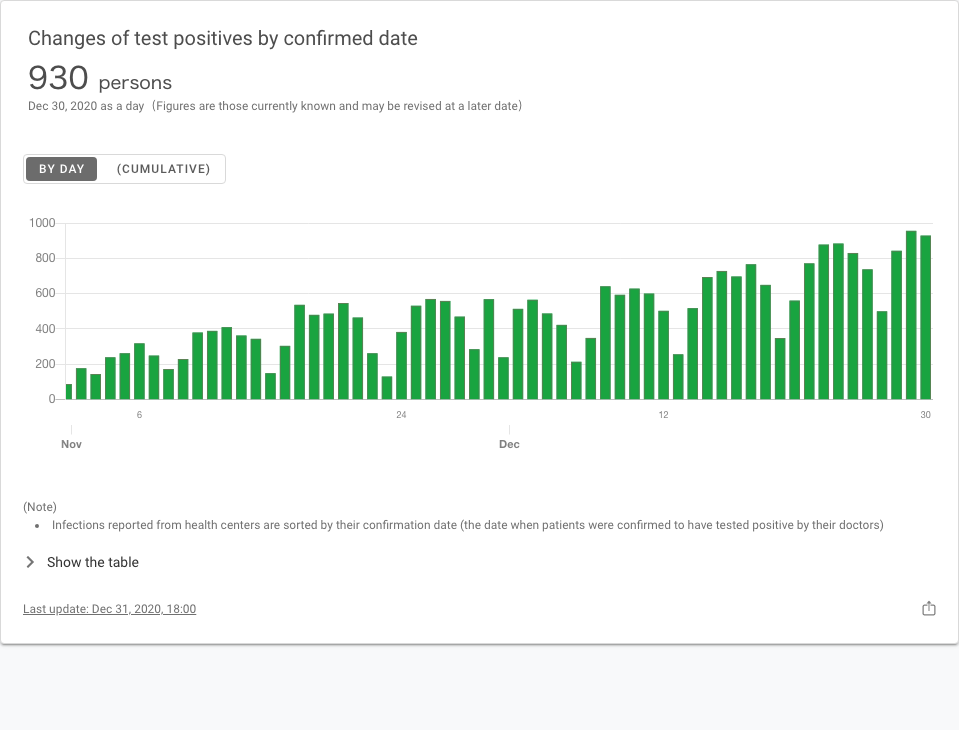 Changes of test positives by confirmed date
930 persons
Dec 30, 2020 as a day (Figures are those currently known and may be revised at a later date)
BY DAY (CUMULATIVE)
1000
800
600
400
200
0
6 24 12 30
Nov Dec
(Note)
• Infections reported from health centers are sorted by their confirmation date (the date when patients were confirmed to have tested positive by their doctors)
Show the table
Last update: Dec 31, 2020, 18:00